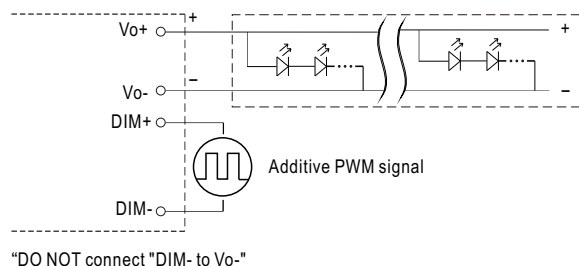 Vo+ + +
- -
Vo-
DIM+
Additive PWM signal
DIM-
“DO NOT connect "DIM- to Vo-"